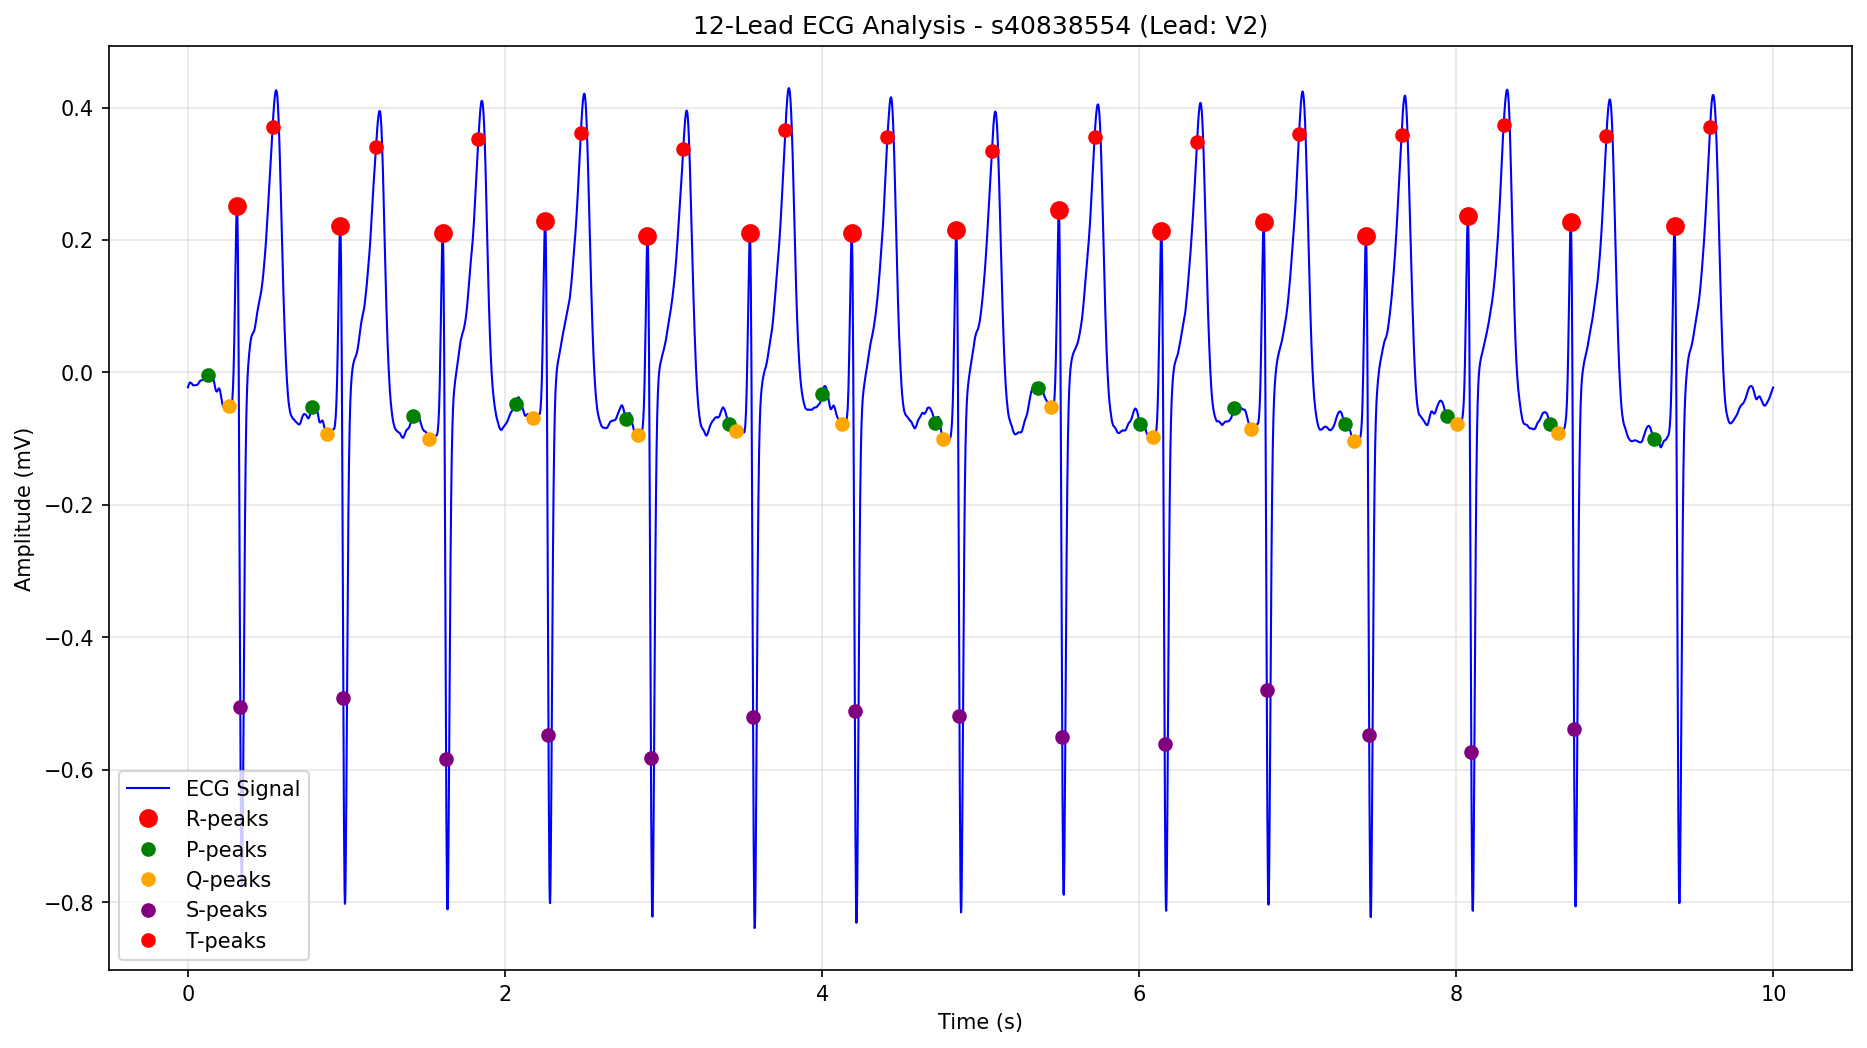 12-Lead ECG Analysis - s40838554 (Lead: V2)
Amplitude (mV)
0.4
0.2
0.0
−0.2
−0.4
−0.6
−0.8
ECG Signal
R-peaks
P-peaks
Q-peaks
S-peaks
T-peaks
0 2 4 6 8 10
Time (s)